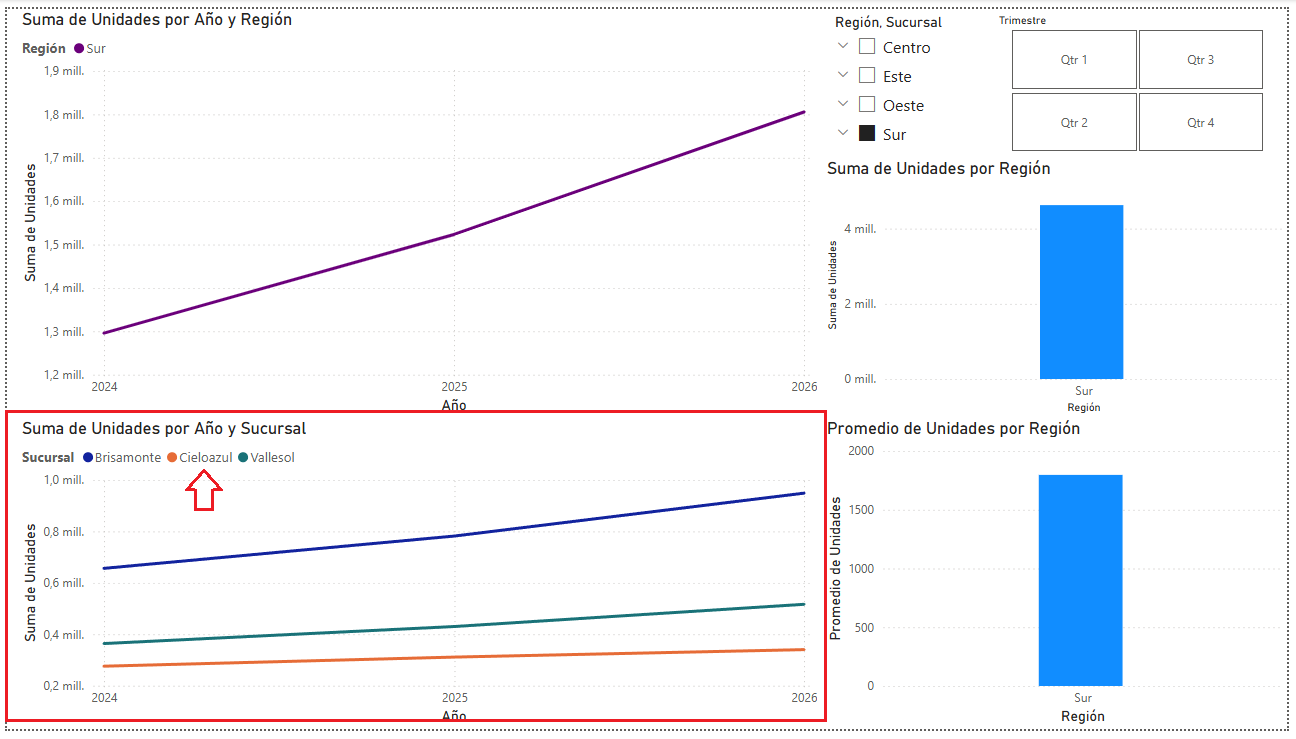 Suma de Unidades por Año y Región
Región Sur
1,9 mill.
1,8 mill.
1,7 mill.
1,6 mill.
1,5 mill.
1,4 mill.
1,3 mill.
1,2 mill.
Suma de Unidades
2024 2025 2026
Año
Región, Sucursal
Centro
Este
Oeste
Sur
Trimestre
Qtr 1 Qtr 3
Qtr 2 Qtr 4
Suma de Unidades por Región
4 mill.
2 mill.
0 mill.
Suma de Unidades
Sur
Región
Suma de Unidades por Año y Sucursal
Sucursal Brisamonte Cieloazul Vallesol
1,0 mill.
0,8 mill.
0,6 mill.
0,4 mill.
0,2 mill.
Suma de Unidades
2024 2025 2026
Año
Promedio de Unidades por Región
2000
1500
1000
500
0
Promedio de Unidades
Sur
Región